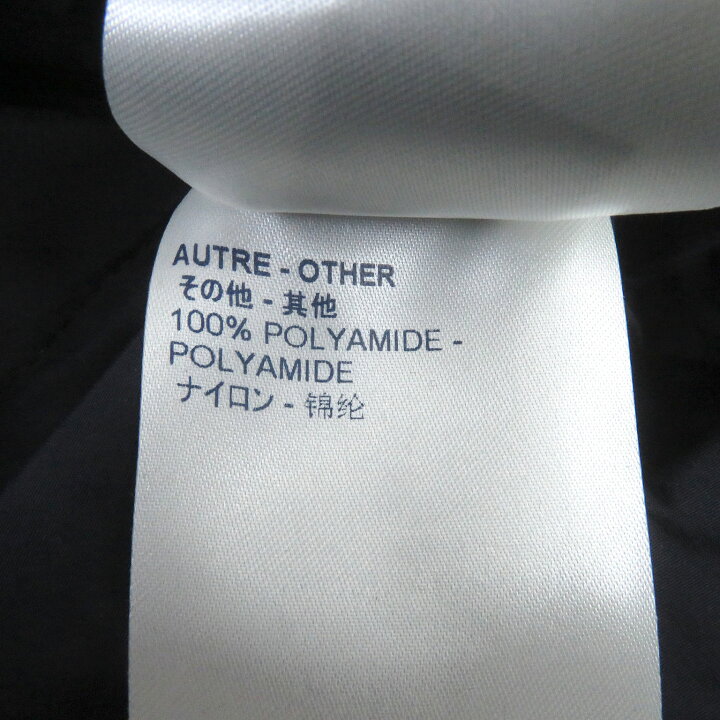 AUTRE - OTHER
その他 - 其他
100% POLYAMIDE -
POLYAMIDE
ナイロン - 锦纶